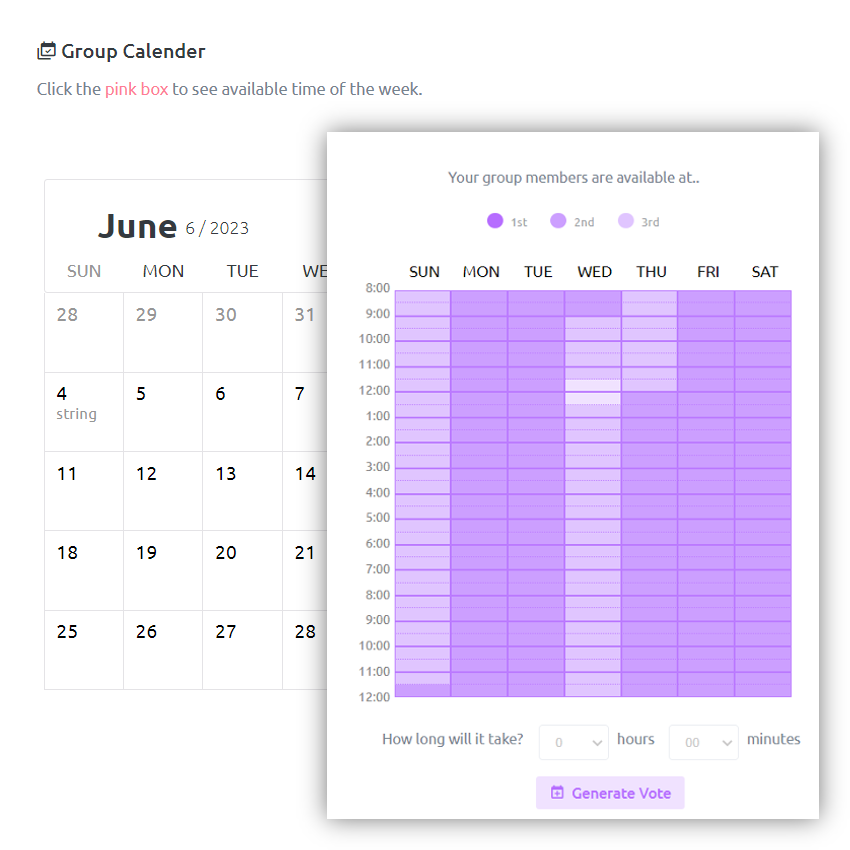 Group Calender
Click the pink box to see available time of the week.
June 6 / 2023
SUN MON TUE WE
28 29 30 31
4 5 6 7
string
11 12 13 14
18 19 20 21
25 26 27 28
Your group members are available at..
1st 2nd 3rd
SUN MON TUE WED THU FRI SAT
8:00
9:00
10:00
11:00
12:00
1:00
2:00
3:00
4:00
5:00
6:00
7:00
8:00
9:00
10:00
11:00
12:00
How long will it take? 0 hours 00 minutes
Generate Vote